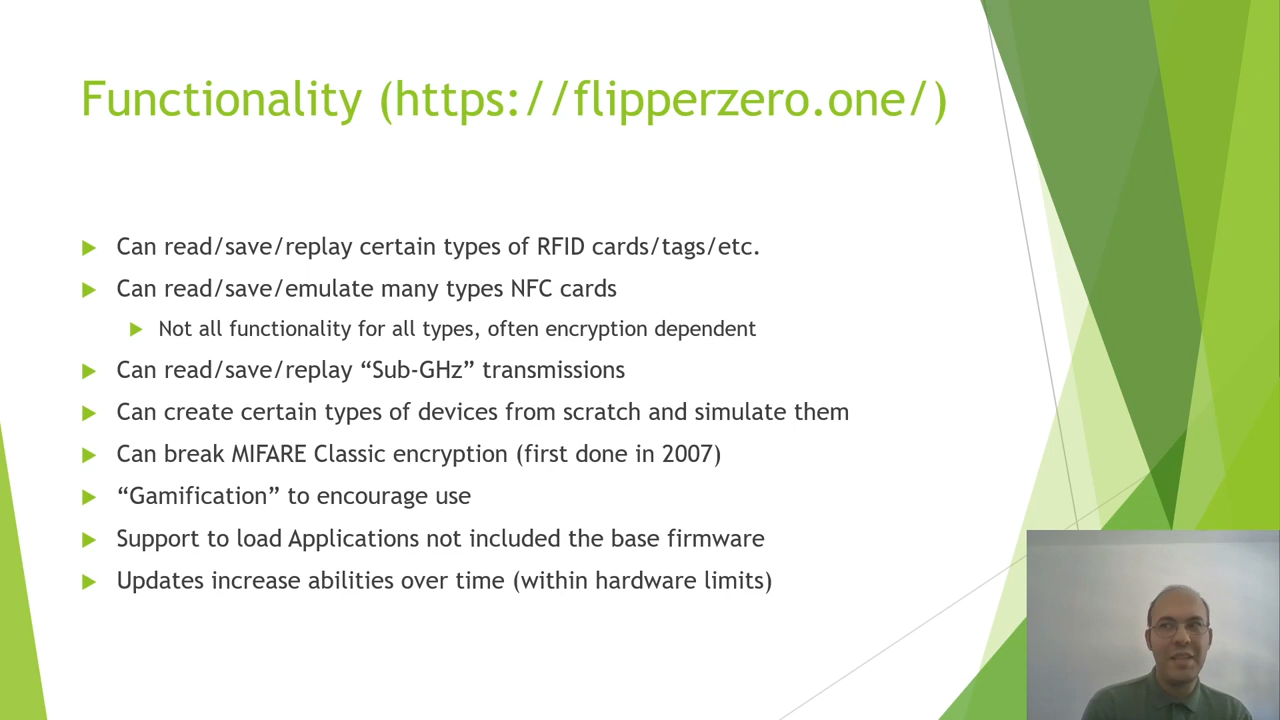 Functionality (https://flipperzero.one/)
Can read/save/replay certain types of RFID cards/tags/etc.
Can read/save/emulate many types NFC cards
Not all functionality for all types, often encryption dependent
Can read/save/replay “Sub-GHz” transmissions
Can create certain types of devices from scratch and simulate them
Can break MIFARE Classic encryption (first done in 2007)
“Gamification” to encourage use
Support to load Applications not included the base firmware
Updates increase abilities over time (within hardware limits)